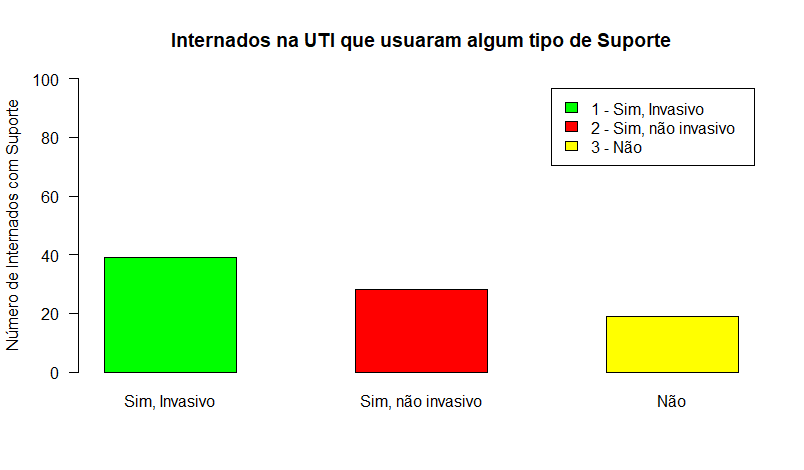 Internados na UTI que usuaram algum tipo de Suporte
Número de Internados com Suporte
100
80
60
40
20
0
1 - Sim, Invasivo
2 - Sim, não invasivo
3 - Não
Sim, Invasivo
Sim, não invasivo
Não